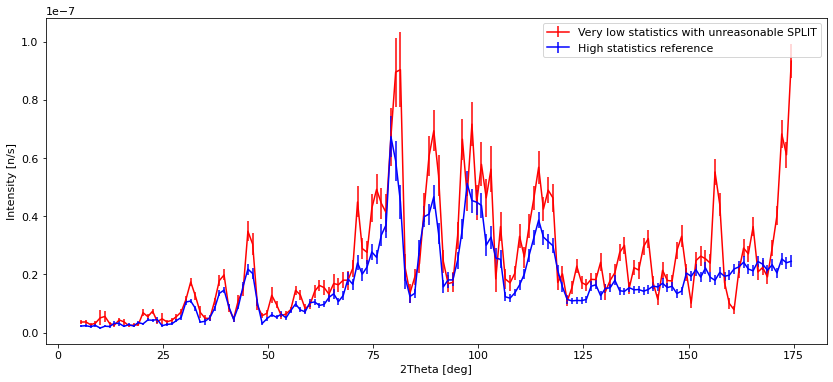 1e−7
Very low statistics with unreasonable SPLIT
High statistics reference
1.0
0.8
0.6
0.4
0.2
0.0
Intensity [n/s]
0 25 50 75 100 125 150 175
2Theta [deg]